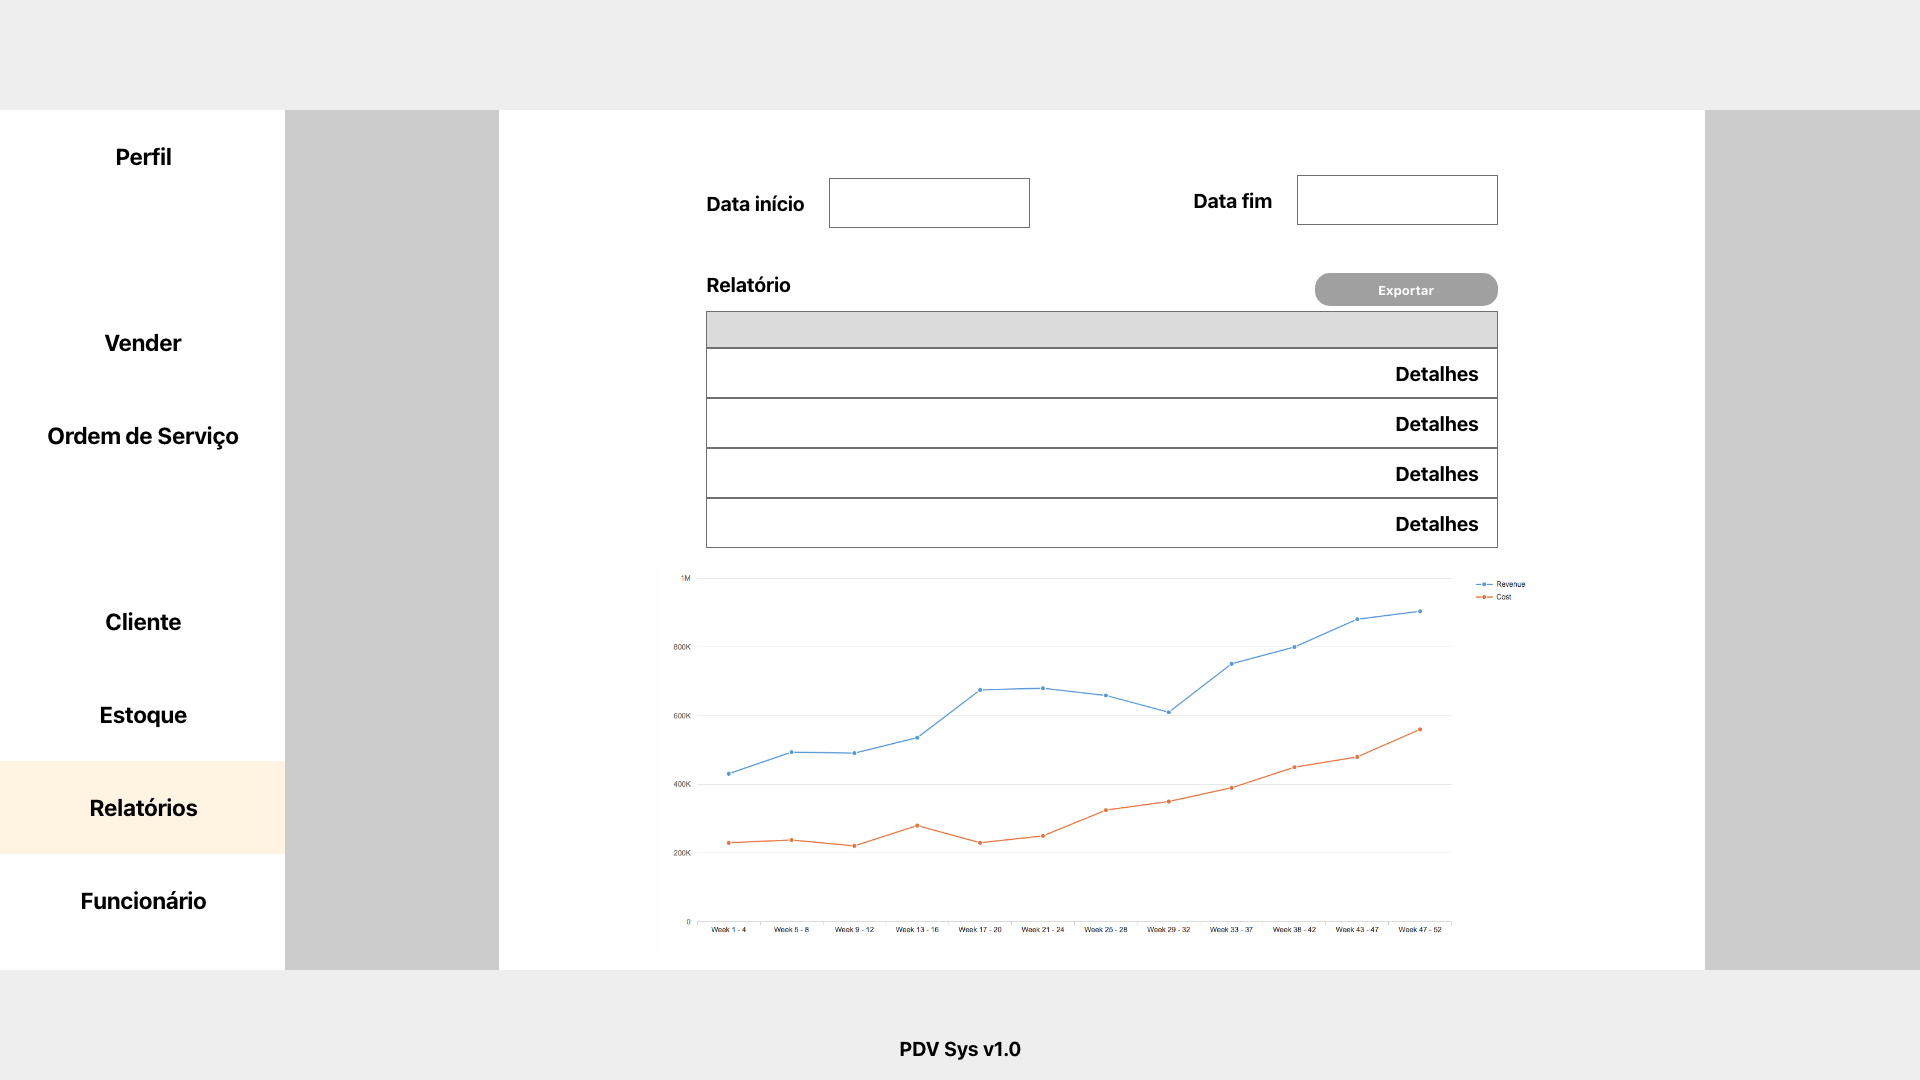 Perfil
Vender
Ordem de Serviço
Cliente
Estoque
Relatórios
Funcionário
Data início
Data fim
Relatório
Exportar
Detalhes
Detalhes
Detalhes
Detalhes
1M
800K
600K
400K
200K
0
Week 1 - 4 Week 5 - 8 Week 9 - 12 Week 13 - 16 Week 17 - 20 Week 21 - 24 Week 25 - 28 Week 29 - 32 Week 33 - 37 Week 38 - 42 Week 43 - 47 Week 47 - 52
Revenue
Cost
PDV Sys v1.0